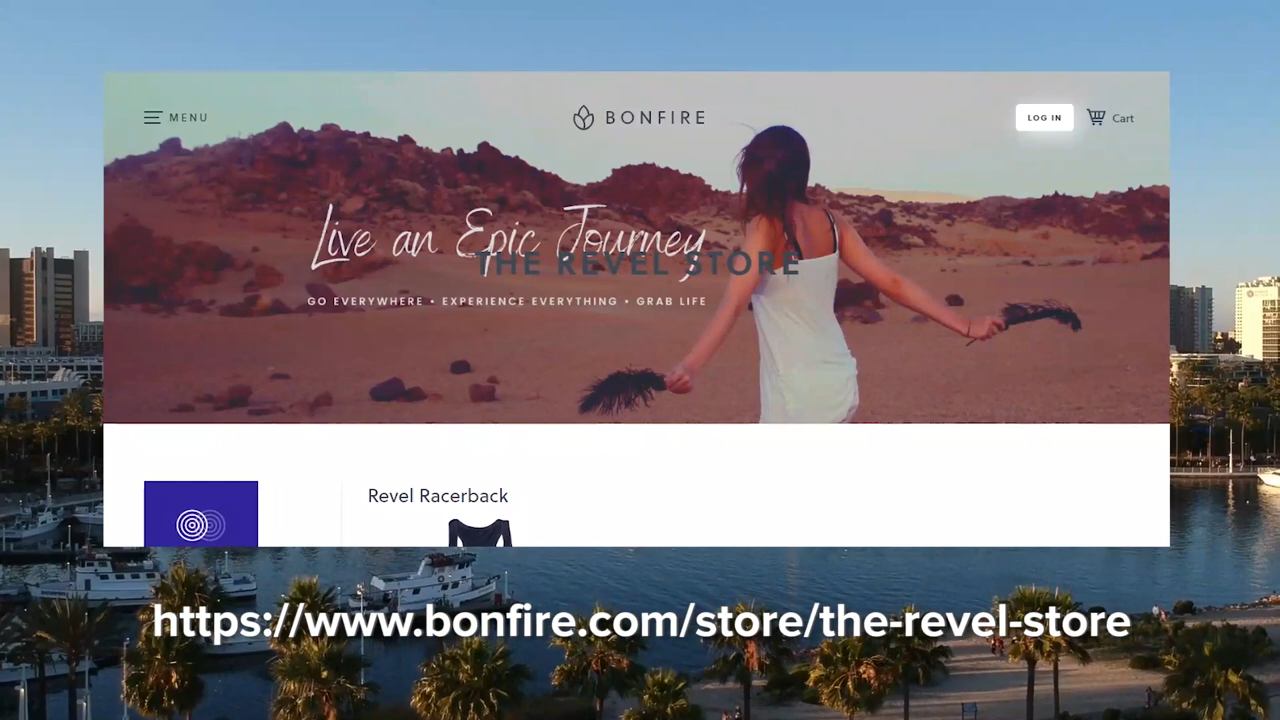 MENU
BONFIRE
LOG IN
Cart
Live an Epic Journey
THE REVEL STORE
GO EVERYWHERE • EXPERIENCE EVERYTHING • GRAB LIFE
Revel Racerback
https://www.bonfire.com/store/the-revel-store